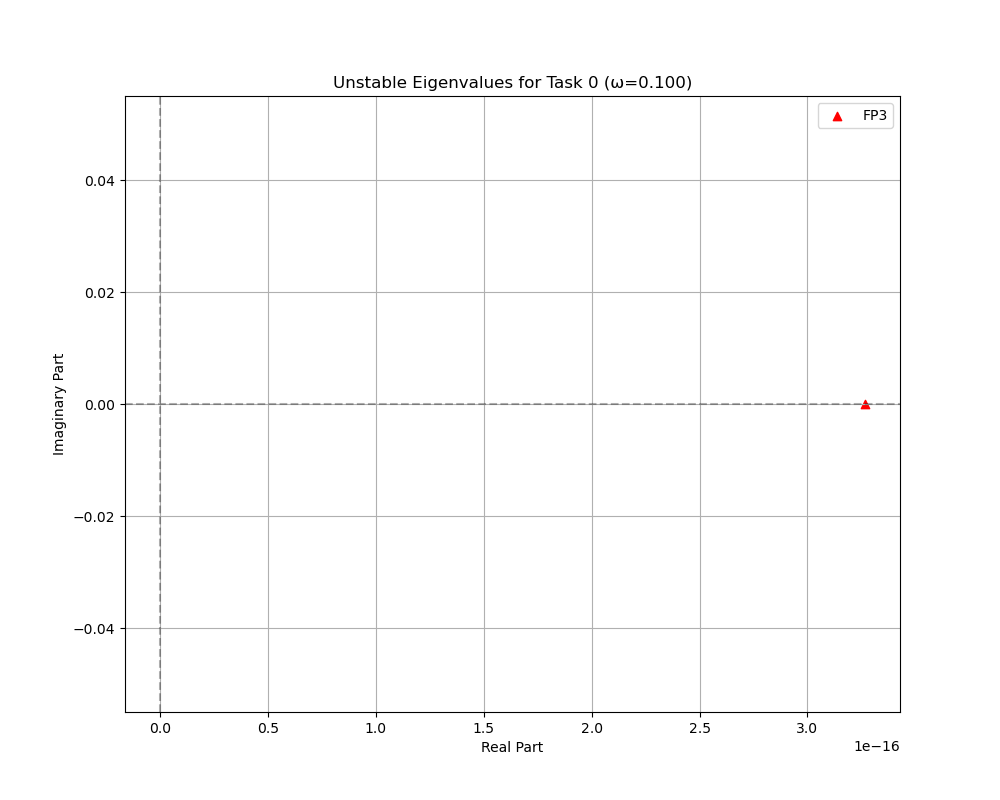 Unstable Eigenvalues for Task 0 (ω=0.100)
FP3
0.04
0.02
0.00
−0.02
−0.04
Imaginary Part
0.0 0.5 1.0 1.5 2.0 2.5 3.0
Real Part
1e−16